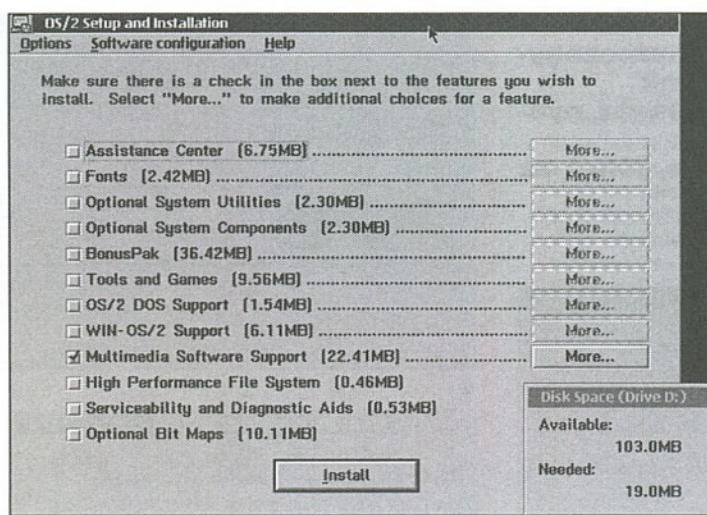 OS/2 Setup and Installation
Options Software configuration Help
Make sure there is a check in the box next to the features you wish to
install. Select "More..." to make additional choices for a feature.
Assistance Center (6.75MB) More...
Fonts (2.42MB) More...
Optional System Utilities (2.30MB) More...
Optional System Components (2.30MB) More...
BonusPak (36.42MB) More...
Tools and Games (9.56MB) More...
OS/2 DOS Support (1.54MB) More...
WIN-OS/2 Support (6.11MB) More...
Multimedia Software Support (22.41MB) More...
High Performance File System (0.46MB)
Serviceability and Diagnostic Aids (0.53MB)
Optional Bit Maps (10.11MB)
Install
Disk Space (Drive D:)
Available:
103.0MB
Needed:
19.0MB